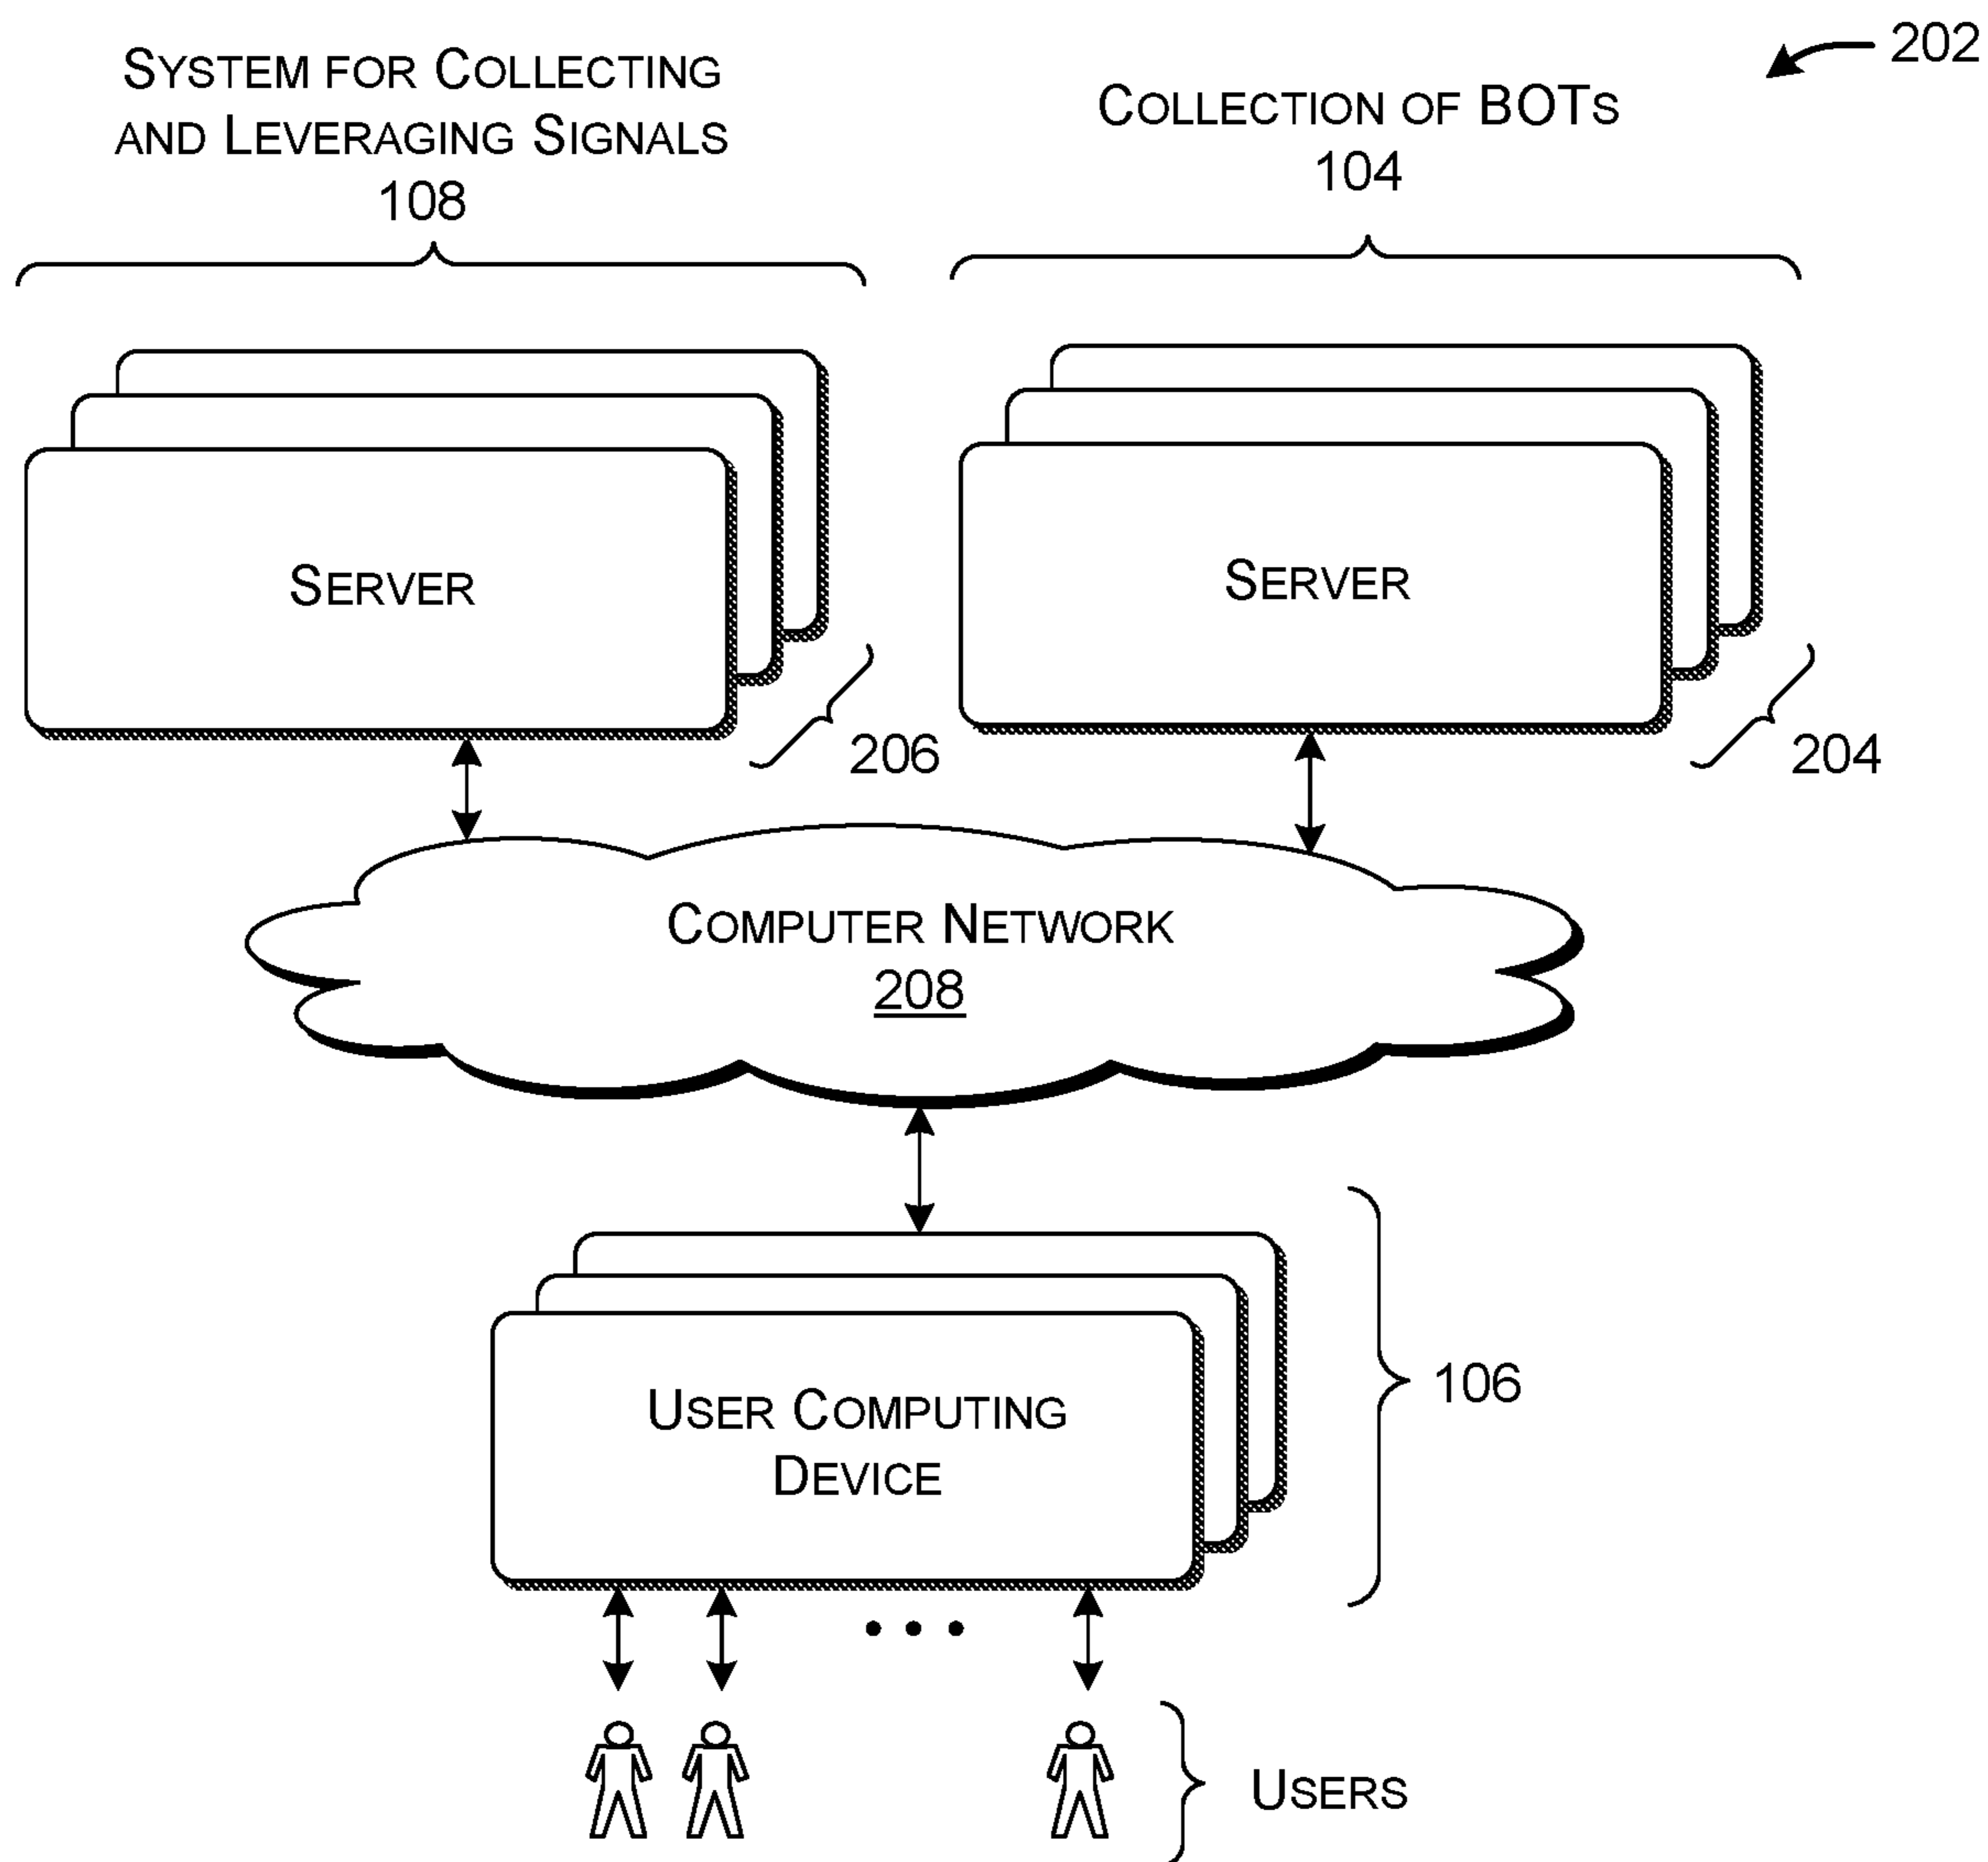 202
SYSTEM FOR COLLECTING
AND LEVERAGING SIGNALS
108
COLLECTION OF BOTS
104
SERVER
206
SERVER
204
COMPUTER NETWORK
208
USER COMPUTING
DEVICE
106
• • •
USERS